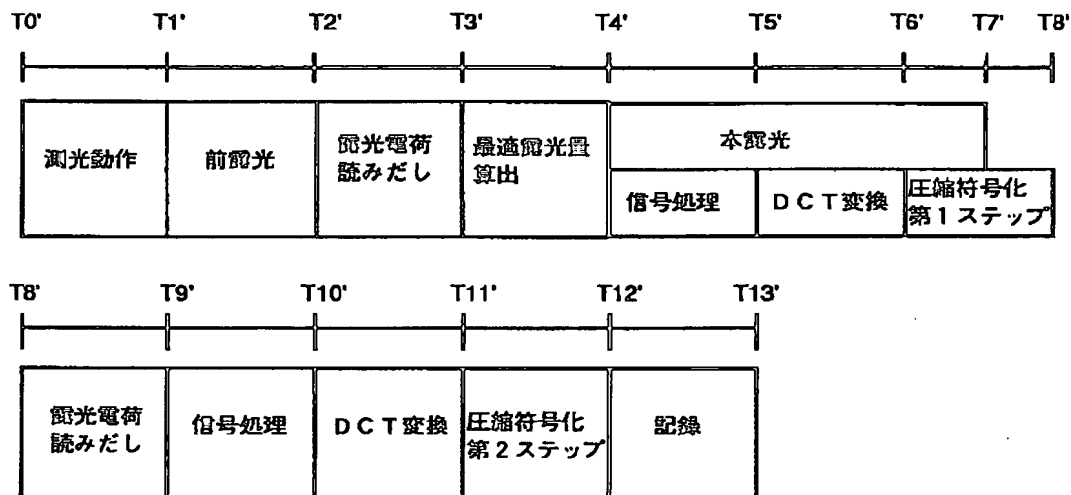 T0' T1' T2' T3' T4' T5' T6' T7' T8'
測光動作
前露光
露光電荷
読みだし
最適露光量
算出
本露光
信号処理
DCT変換
圧縮符号化
第1ステップ
T8' T9' T10' T11' T12' T13'
露光電荷
読みだし
信号処理
DCT変換
圧縮符号化
第2ステップ
記録